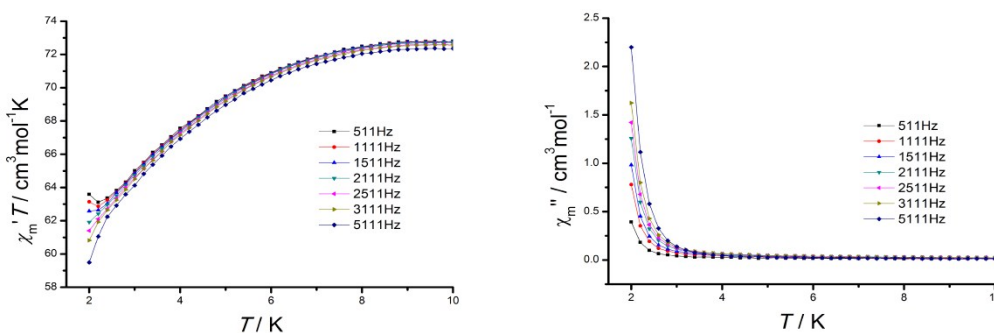 74
72
70
68
66
64
62
60
58
2
4
6
8
10
χm'T / cm³mol⁻¹K
T / K
511Hz
1111Hz
1511Hz
2111Hz
2511Hz
3111Hz
5111Hz
2.5
2.0
1.5
1.0
0.5
0.0
2
4
6
8
1
χm'' / cm³mol⁻¹
T / K
511Hz
1111Hz
1511Hz
2111Hz
2511Hz
3111Hz
5111Hz